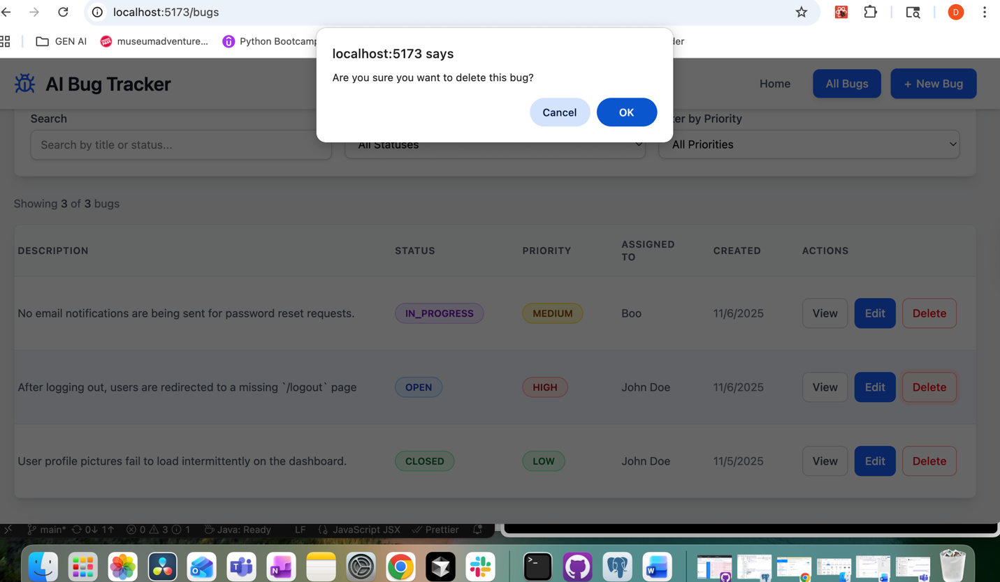 localhost:5173/bugs
D
GEN AI
museumadventure...
Python Bootcamp
der
localhost:5173 says
Are you sure you want to delete this bug?
Cancel
OK
AI Bug Tracker
Home
All Bugs
+ New Bug
Search
ter by Priority
Search by title or status...
All Statuses
All Priorities
Showing 3 of 3 bugs
DESCRIPTION STATUS PRIORITY ASSIGNED TO CREATED ACTIONS
No email notifications are being sent for password reset requests. IN_PROGRESS MEDIUM Boo 11/6/2025 View Edit Delete
After logging out, users are redirected to a missing `/logout` page OPEN HIGH John Doe 11/6/2025 View Edit Delete
User profile pictures fail to load intermittently on the dashboard. CLOSED LOW John Doe 11/5/2025 View Edit Delete
main* 0↓ 1↑ 0 3 1 Java: Ready LF JavaScript JSX Prettier